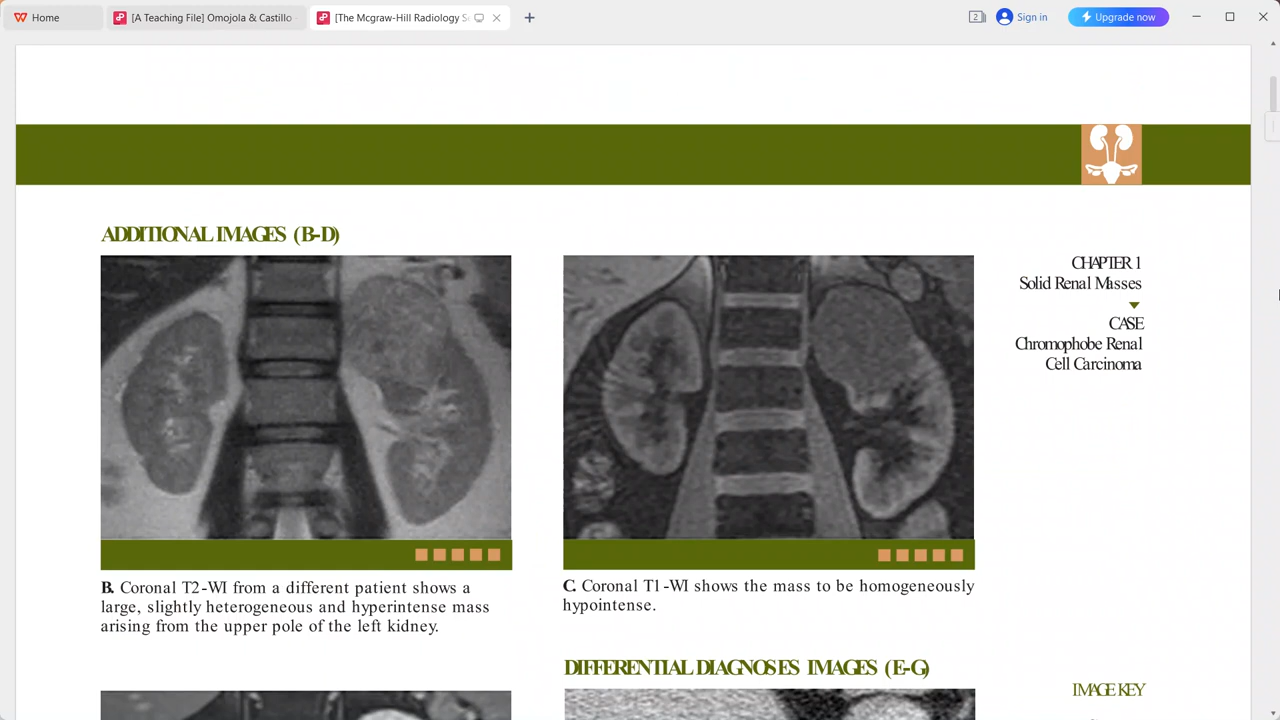 Home
[A Teaching File] Omojola & Castillo
[The Mcgraw-Hill Radiology S
2
Sign in
Upgrade now
ADDITIONAL IMAGES (B-D)
B. Coronal T2-WI from a different patient shows a
large, slightly heterogeneous and hyperintense mass
arising from the upper pole of the left kidney.
C. Coronal T1-WI shows the mass to be homogeneously
hypointense.
DIFFERENTIAL DIAGNOSES IMAGES (E-G)
CHAPTER 1
Solid Renal Masses
CASE
Chromophobe Renal
Cell Carcinoma
IMAGE KEY